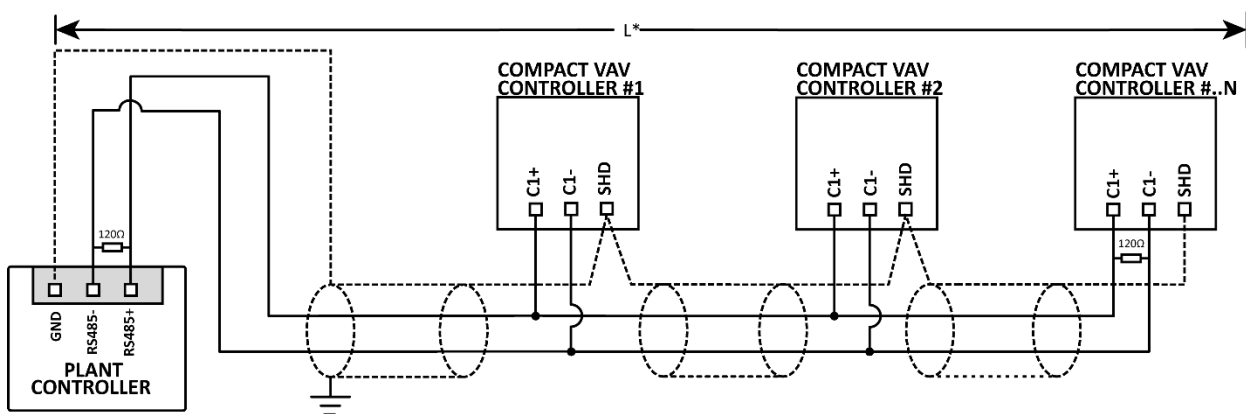 L*
COMPACT VAV
CONTROLLER #1
COMPACT VAV
CONTROLLER #2
COMPACT VAV
CONTROLLER #..N
C1+
C1-
SHD
C1+
C1-
SHD
C1+
C1-
SHD
120Ω
120Ω
GND
RS485-
RS485+
PLANT
CONTROLLER